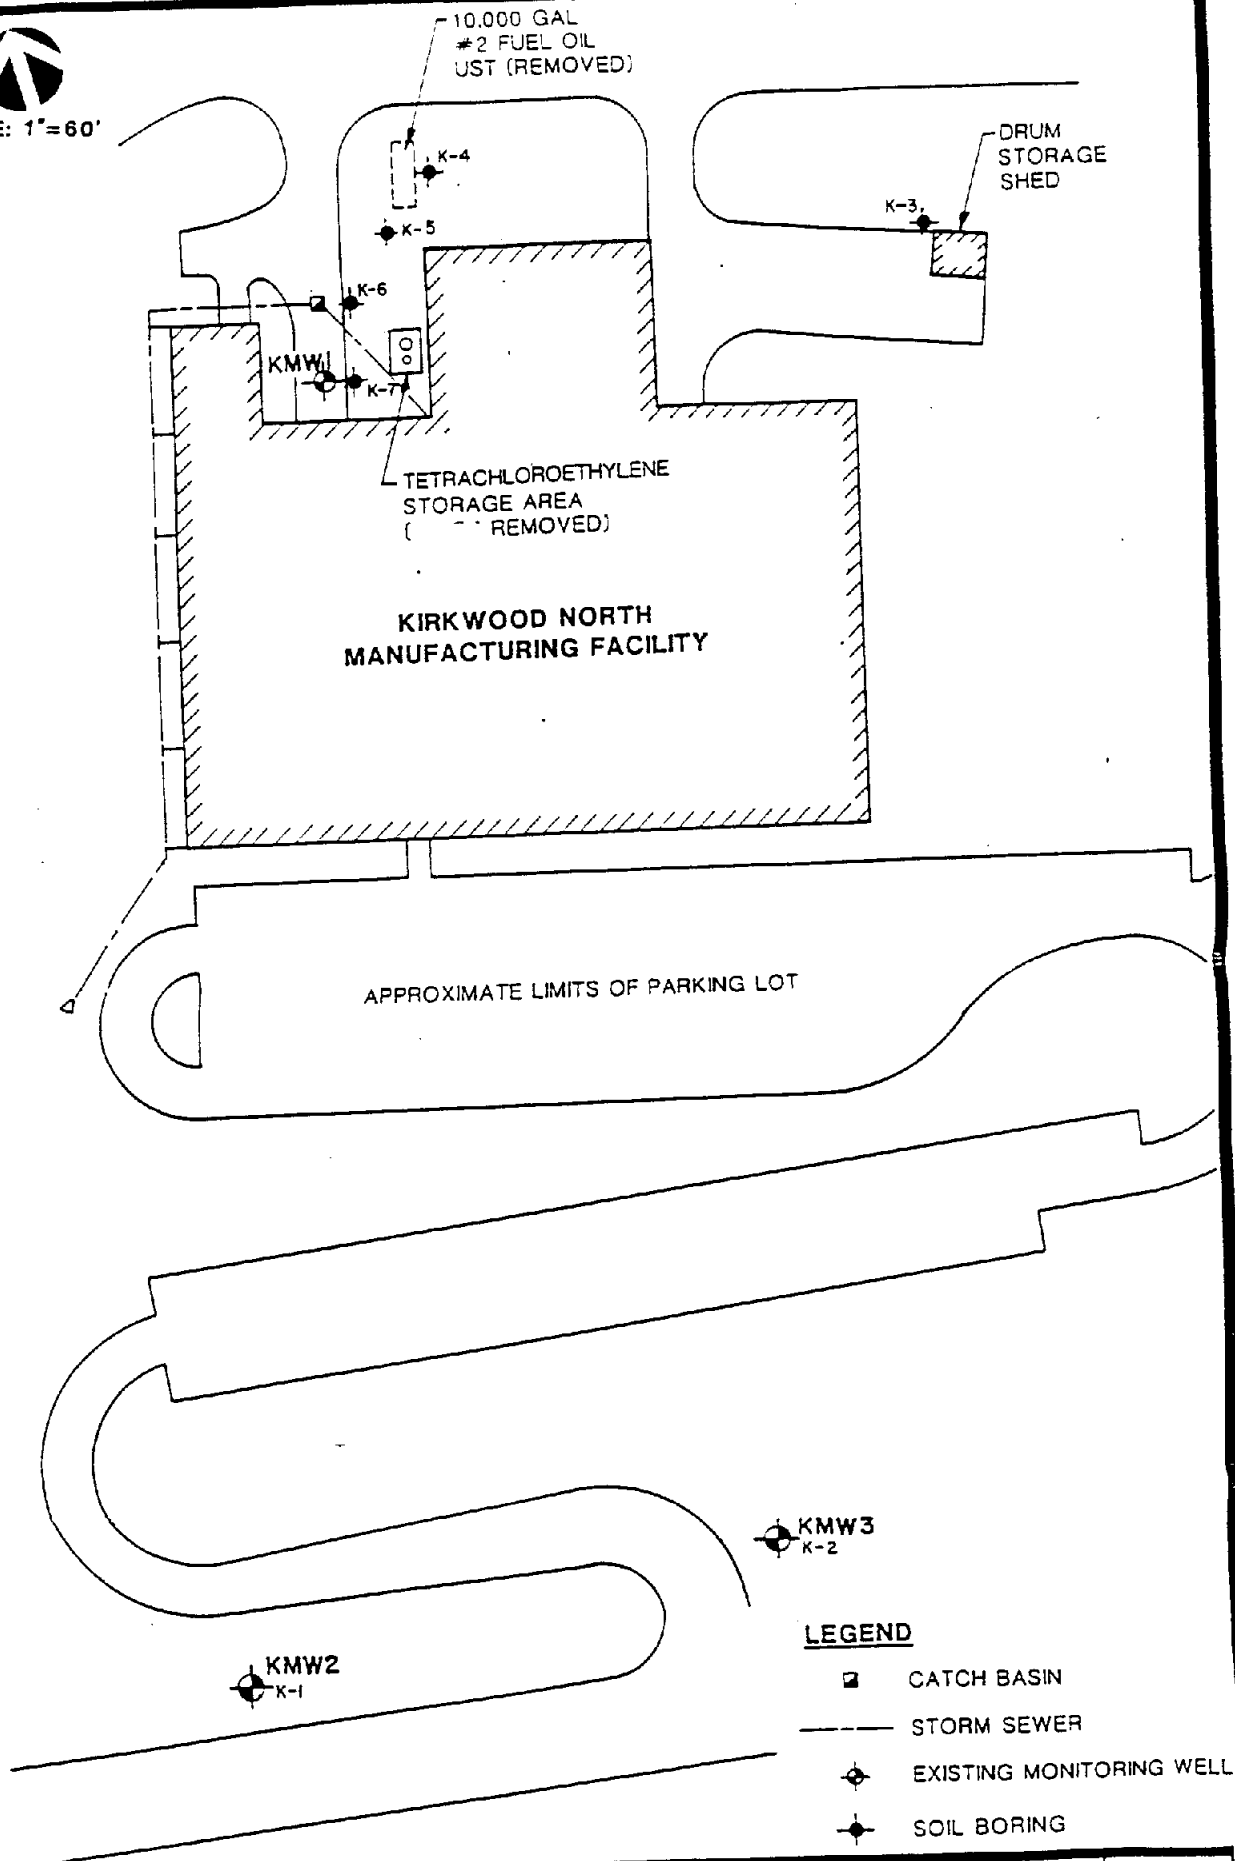 10,000 GAL
#2 FUEL OIL
UST (REMOVED)
E: 1"=60'
DRUM
STORAGE
SHED
K-4
K-3
K-5
K-6
KMW1
K-7
TETRACHLOROETHYLENE
STORAGE AREA
( REMOVED)
KIRKWOOD NORTH
MANUFACTURING FACILITY
APPROXIMATE LIMITS OF PARKING LOT
KMW3
K-2
KMW2
K-1
LEGEND
CATCH BASIN
STORM SEWER
EXISTING MONITORING WELL
SOIL BORING